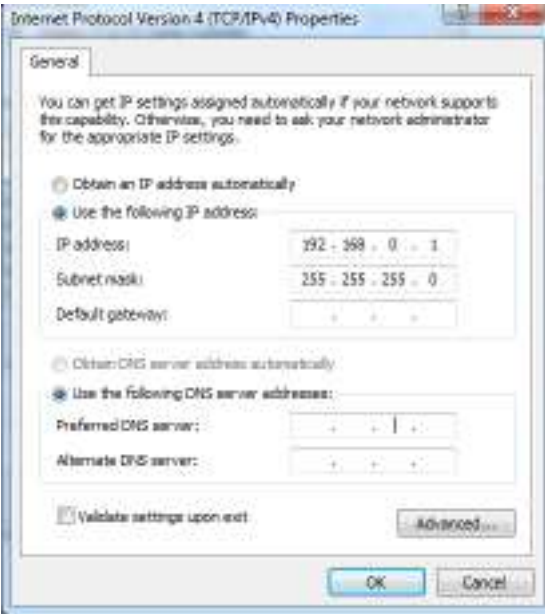 Internet Protocol Version 4 (TCP/IPv4) Properties
General
You can get IP settings assigned automatically if your network supports
this capability. Otherwise, you need to ask your network administrator
for the appropriate IP settings.
Obtain an IP address automatically
Use the following IP address:
IP address: 192 . 168 . 0 . 1
Subnet mask: 255 . 255 . 255 . 0
Default gateway: . . .
Obtain DNS server address automatically
Use the following DNS server addresses:
Preferred DNS server: . . .
Alternate DNS server: . . .
Validate settings upon exit
Advanced...
OK Cancel